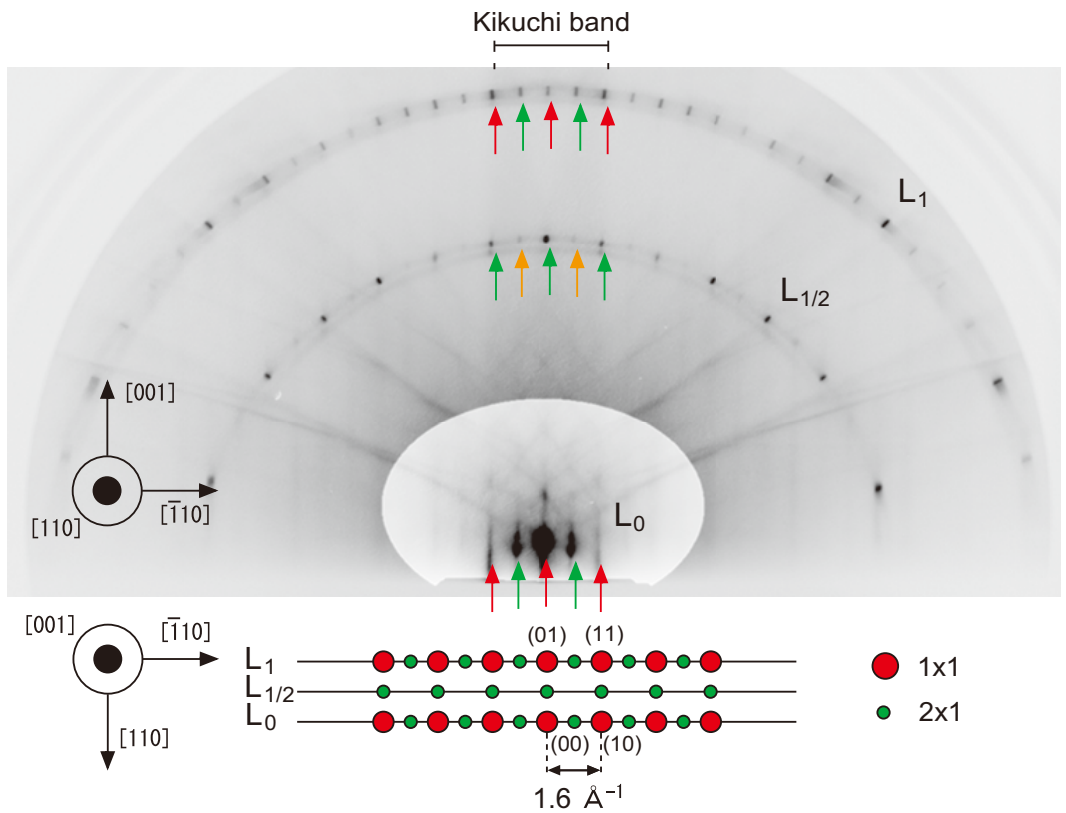 Kikuchi band
L₁
L₁/₂
[001]
[1̅10]
[110]
L₀
[001]
[1̅10]
[110]
(01) (11)
L₁
L₁/₂
L₀
(00) (10)
1.6 Å⁻¹
1x1
2x1